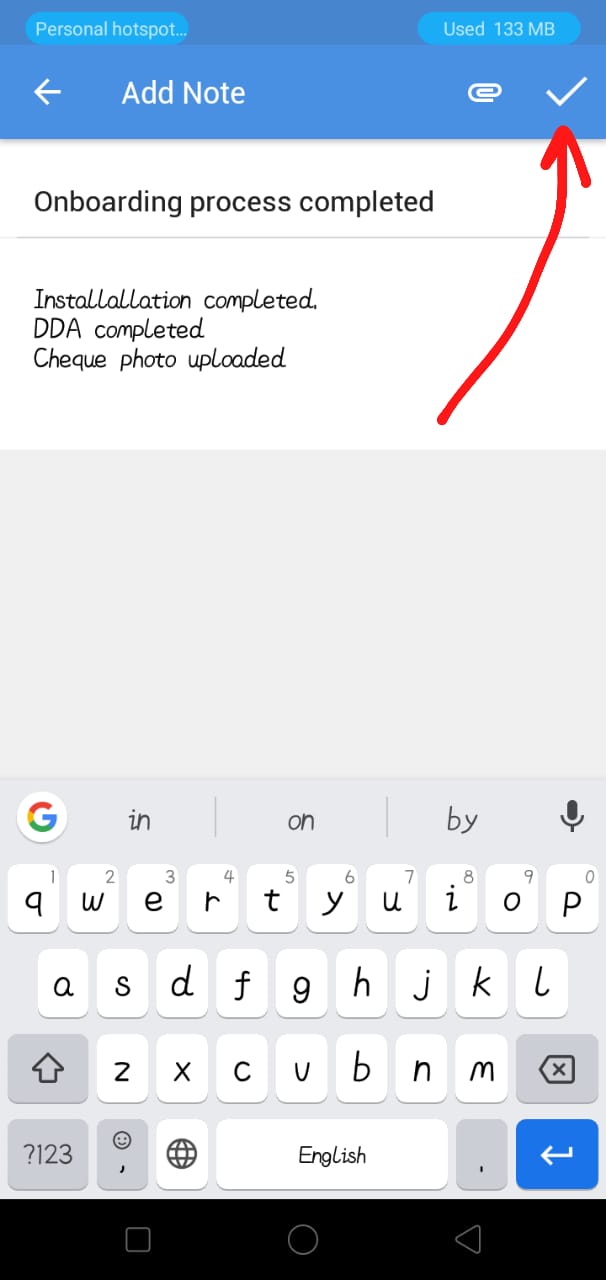 Personal hotspot...
Used 133 MB
Add Note
Onboarding process completed
Installallation completed,
DDA completed
Cheque photo uploaded
in on by
1 2 3 4 5 6 7 8 9 0
q w e r t y u i o p
a s d f g h j k l
z x c v b n m
?123 , English .